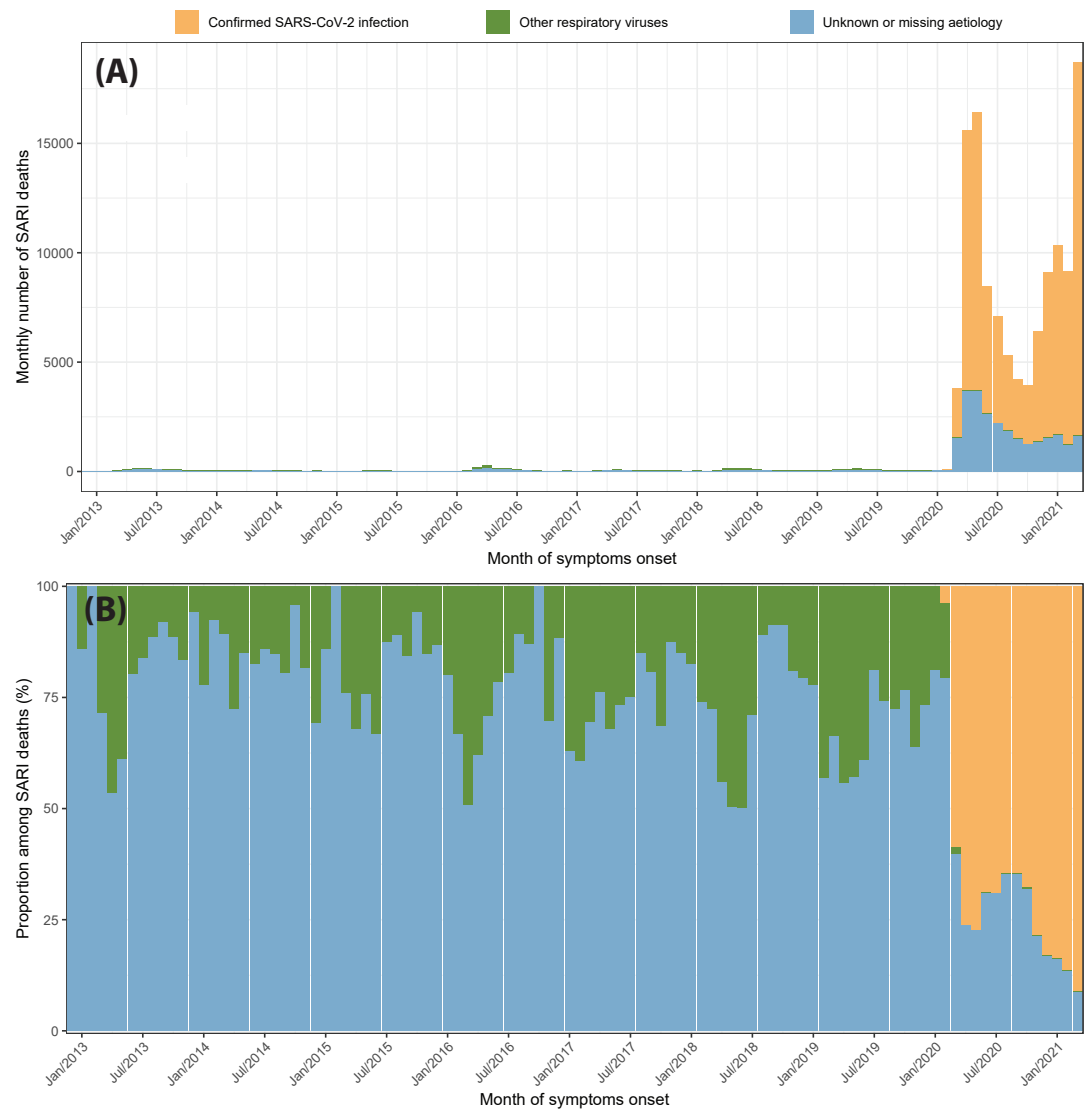 Confirmed SARS-CoV-2 infection Other respiratory viruses Unknown or missing aetiology
(A)
Monthly number of SARI deaths
15000
10000
5000
0
Jan/2013 Jul/2013 Jan/2014 Jul/2014 Jan/2015 Jul/2015 Jan/2016 Jul/2016 Jan/2017 Jul/2017 Jan/2018 Jul/2018 Jan/2019 Jul/2019 Jan/2020 Jul/2020 Jan/2021
Month of symptoms onset
(B)
Proportion among SARI deaths (%)
100
75
50
25
0
Jan/2013 Jul/2013 Jan/2014 Jul/2014 Jan/2015 Jul/2015 Jan/2016 Jul/2016 Jan/2017 Jul/2017 Jan/2018 Jul/2018 Jan/2019 Jul/2019 Jan/2020 Jul/2020 Jan/2021
Month of symptoms onset